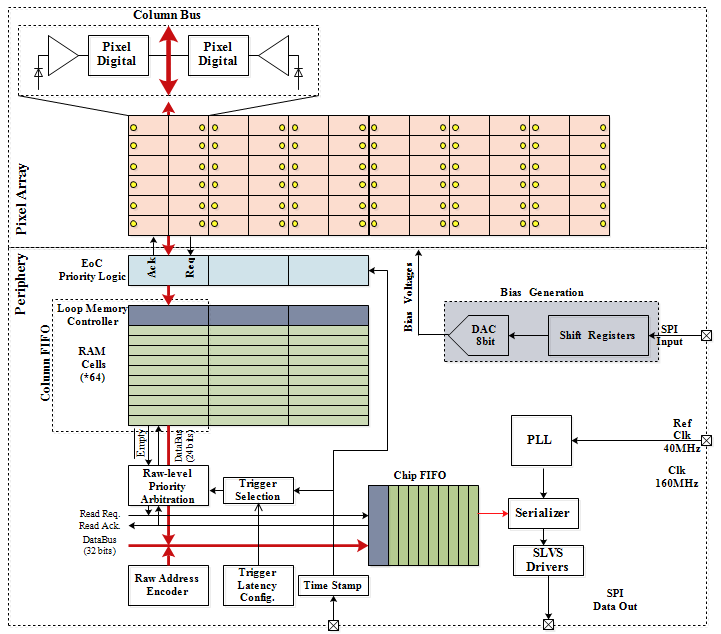 Column Bus
Pixel
Digital
Pixel
Digital
Pixel Array
Periphery
EoC
Priority Logic
Ack
Req
Bias Voltages
Bias Generation
DAC
8bit
Shift Registers
SPI
Input
Column FIFO
Loop Memory
Controller
RAM
Cells
(*64)
Empty
DataBus
(24 bits)
PLL
Ref
Clk
40MHz
Clk
160MHz
Raw-level
Priority
Arbitration
Trigger
Selection
Chip FIFO
Read Req.
Read Ack.
DataBus
(32 bits)
Serializer
SLVS
Drivers
Raw Address
Encoder
Trigger
Latency
Config.
Time Stamp
SPI
Data Out